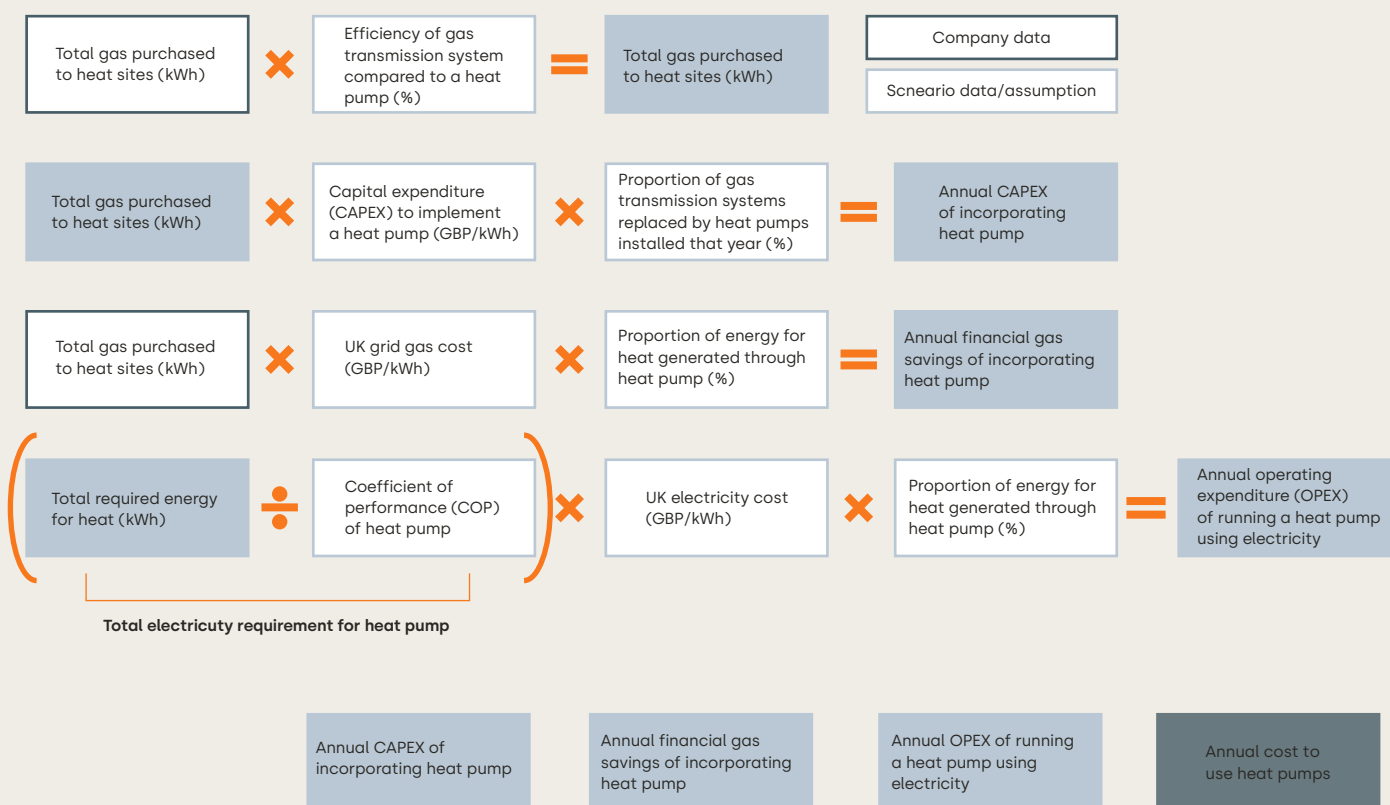 Total gas purchased
to heat sites (kWh)
×
Efficiency of gas
transmission system
compared to a heat
pump (%)
=
Total gas purchased
to heat sites (kWh)
Company data
Scneario data/assumption
Total gas purchased
to heat sites (kWh)
×
Capital expenditure
(CAPEX) to implement
a heat pump (GBP/kWh)
×
Proportion of gas
transmission systems
replaced by heat pumps
installed that year (%)
=
Annual CAPEX
of incorporating
heat pump
Total gas purchased
to heat sites (kWh)
×
UK grid gas cost
(GBP/kWh)
×
Proportion of energy for
heat generated through
heat pump (%)
=
Annual financial gas
savings of incorporating
heat pump
(
Total required energy
for heat (kWh)
÷
Coefficient of
performance (COP)
of heat pump
)
×
UK electricity cost
(GBP/kWh)
×
Proportion of energy for
heat generated through
heat pump (%)
=
Annual operating
expenditure (OPEX)
of running a heat pump
using electricity
Total electricuty requirement for heat pump
Annual CAPEX of
incorporating heat pump
Annual financial gas
savings of incorporating
heat pump
Annual OPEX of running
a heat pump using
electricity
Annual cost to
use heat pumps